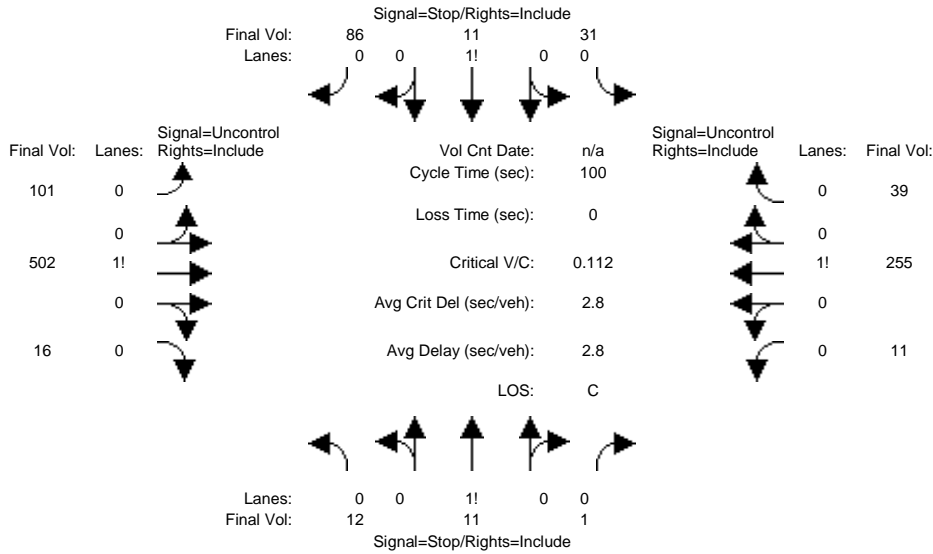 Signal=Stop/Rights=Include
Final Vol: 86 11 31
Lanes: 0 0 1! 0 0
Signal=Uncontrol
Final Vol: Lanes: Rights=Include
101 0
0
502 1!
0
16 0
Vol Cnt Date: n/a
Cycle Time (sec): 100
Loss Time (sec): 0
Critical V/C: 0.112
Avg Crit Del (sec/veh): 2.8
Avg Delay (sec/veh): 2.8
LOS: C
Signal=Uncontrol
Rights=Include Lanes: Final Vol:
0 39
0
1! 255
0
0 11
Lanes: 0 0 1! 0 0
Final Vol: 12 11 1
Signal=Stop/Rights=Include